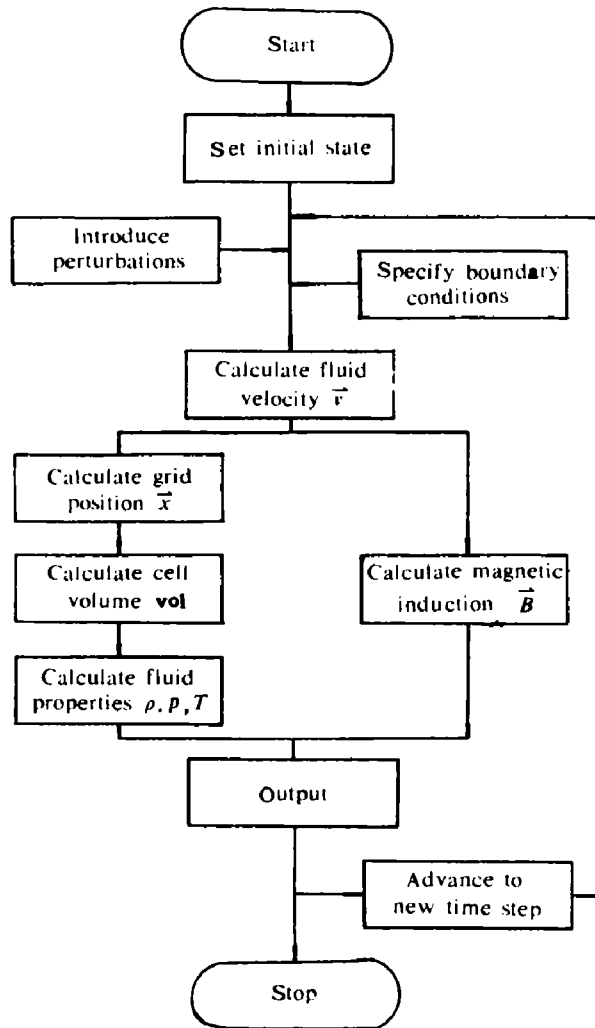 Start
Set initial state
Introduce
perturbations
Specify boundary
conditions
Calculate fluid
velocity v⃗
Calculate grid
position x⃗
Calculate cell
volume vol
Calculate magnetic
induction B⃗
Calculate fluid
properties ρ, p, T
Output
Advance to
new time step
Stop